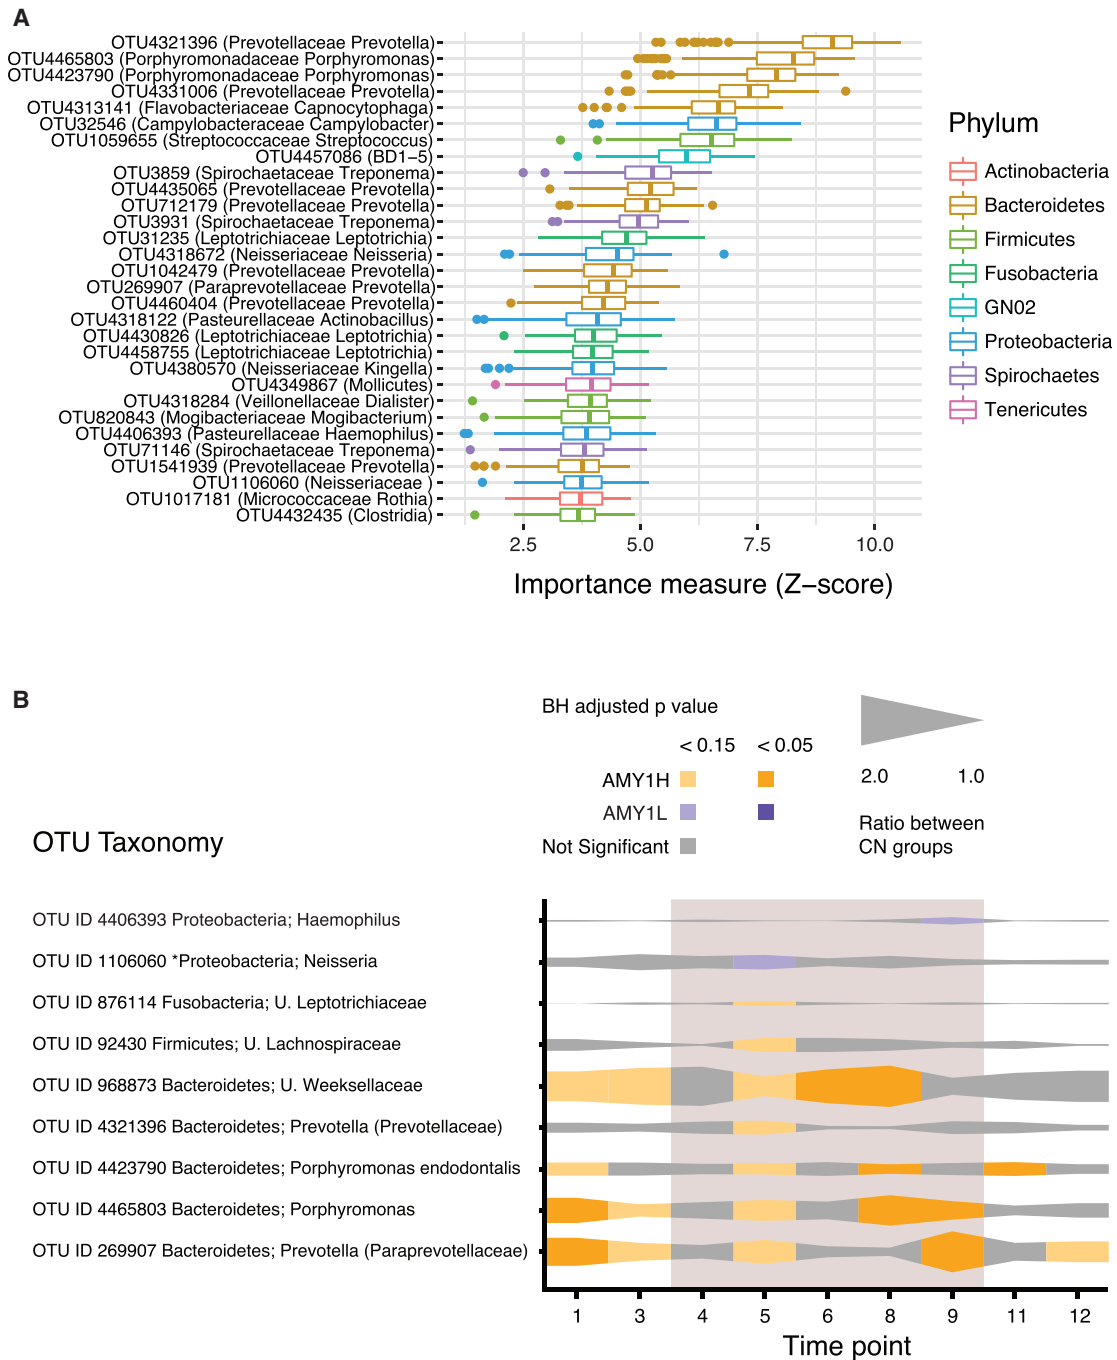 A
OTU4321396 (Prevotellaceae Prevotella)
OTU4465803 (Porphyromonadaceae Porphyromonas)
OTU4423790 (Porphyromonadaceae Porphyromonas)
OTU4331006 (Prevotellaceae Prevotella)
OTU4313141 (Flavobacteriaceae Capnocytophaga)
OTU32546 (Campylobacteraceae Campylobacter)
OTU1059655 (Streptococcaceae Streptococcus)
OTU4457086 (BD1−5)
OTU3859 (Spirochaetaceae Treponema)
OTU4435065 (Prevotellaceae Prevotella)
OTU712179 (Prevotellaceae Prevotella)
OTU3931 (Spirochaetaceae Treponema)
OTU31235 (Leptotrichiaceae Leptotrichia)
OTU4318672 (Neisseriaceae Neisseria)
OTU1042479 (Prevotellaceae Prevotella)
OTU269907 (Paraprevotellaceae Prevotella)
OTU4460404 (Prevotellaceae Prevotella)
OTU4318122 (Pasteurellaceae Actinobacillus)
OTU4430826 (Leptotrichiaceae Leptotrichia)
OTU4458755 (Leptotrichiaceae Leptotrichia)
OTU4380570 (Neisseriaceae Kingella)
OTU4349867 (Mollicutes)
OTU4318284 (Veillonellaceae Dialister)
OTU820843 (Mogibacteriaceae Mogibacterium)
OTU4406393 (Pasteurellaceae Haemophilus)
OTU71146 (Spirochaetaceae Treponema)
OTU1541939 (Prevotellaceae Prevotella)
OTU1106060 (Neisseriaceae )
OTU1017181 (Micrococcaceae Rothia)
OTU4432435 (Clostridia)
2.5 5.0 7.5 10.0
Importance measure (Z−score)
Phylum
Actinobacteria
Bacteroidetes
Firmicutes
Fusobacteria
GN02
Proteobacteria
Spirochaetes
Tenericutes
B
BH adjusted p value
< 0.15 < 0.05
AMY1H
AMY1L
Not Significant
2.0 1.0
Ratio between
CN groups
OTU Taxonomy
OTU ID 4406393 Proteobacteria; Haemophilus
OTU ID 1106060 *Proteobacteria; Neisseria
OTU ID 876114 Fusobacteria; U. Leptotrichiaceae
OTU ID 92430 Firmicutes; U. Lachnospiraceae
OTU ID 968873 Bacteroidetes; U. Weeksellaceae
OTU ID 4321396 Bacteroidetes; Prevotella (Prevotellaceae)
OTU ID 4423790 Bacteroidetes; Porphyromonas endodontalis
OTU ID 4465803 Bacteroidetes; Porphyromonas
OTU ID 269907 Bacteroidetes; Prevotella (Paraprevotellaceae)
1 3 4 5 6 8 9 11 12
Time point